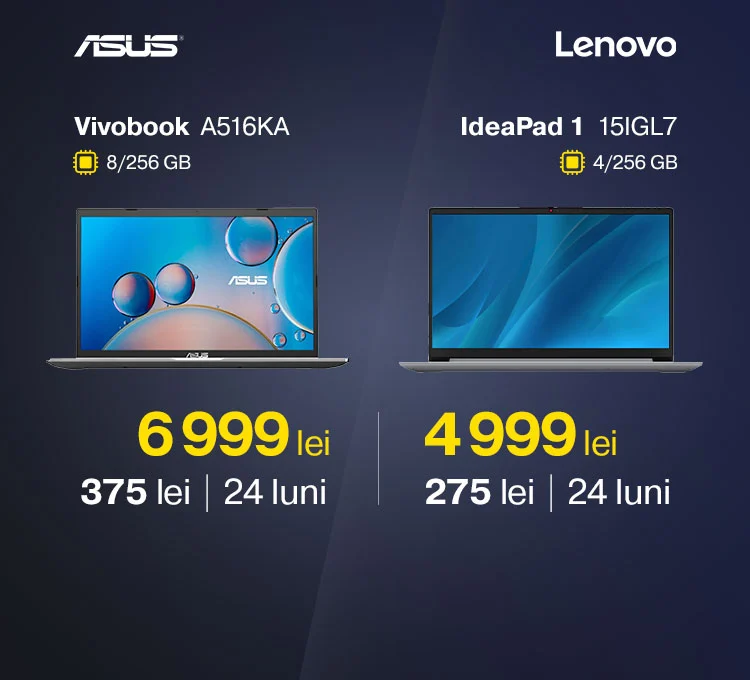 ASUS
Vivobook A516KA
8/256 GB
ASUS
ASUS
6 999 lei
375 lei | 24 luni
Lenovo
IdeaPad 1 15IGL7
4/256 GB
4 999 lei
275 lei | 24 luni